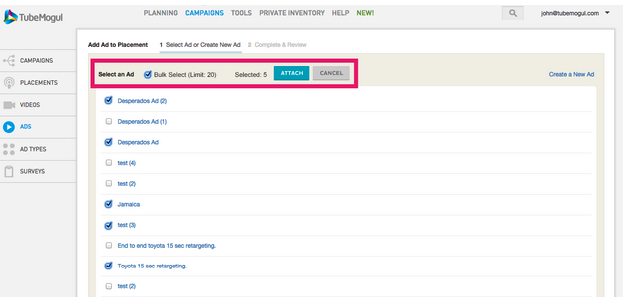 TubeMogul PLANNING CAMPAIGNS TOOLS PRIVATE INVENTORY HELP NEW! john@tubemogul.com
Add Ad to Placement 1 Select Ad or Create New Ad 2 Complete & Review
CAMPAIGNS
PLACEMENTS
VIDEOS
ADS
AD TYPES
SURVEYS
Select an Ad Bulk Select (Limit: 20) Selected: 5 ATTACH CANCEL Create a New Ad
Desperados Ad (2)
Desperados Ad (1)
Desperados Ad
test (4)
test (2)
Jamaica
test (3)
End to end toyota 15 sec retargeting.
Toyota 15 sec retargeting.
test (2)